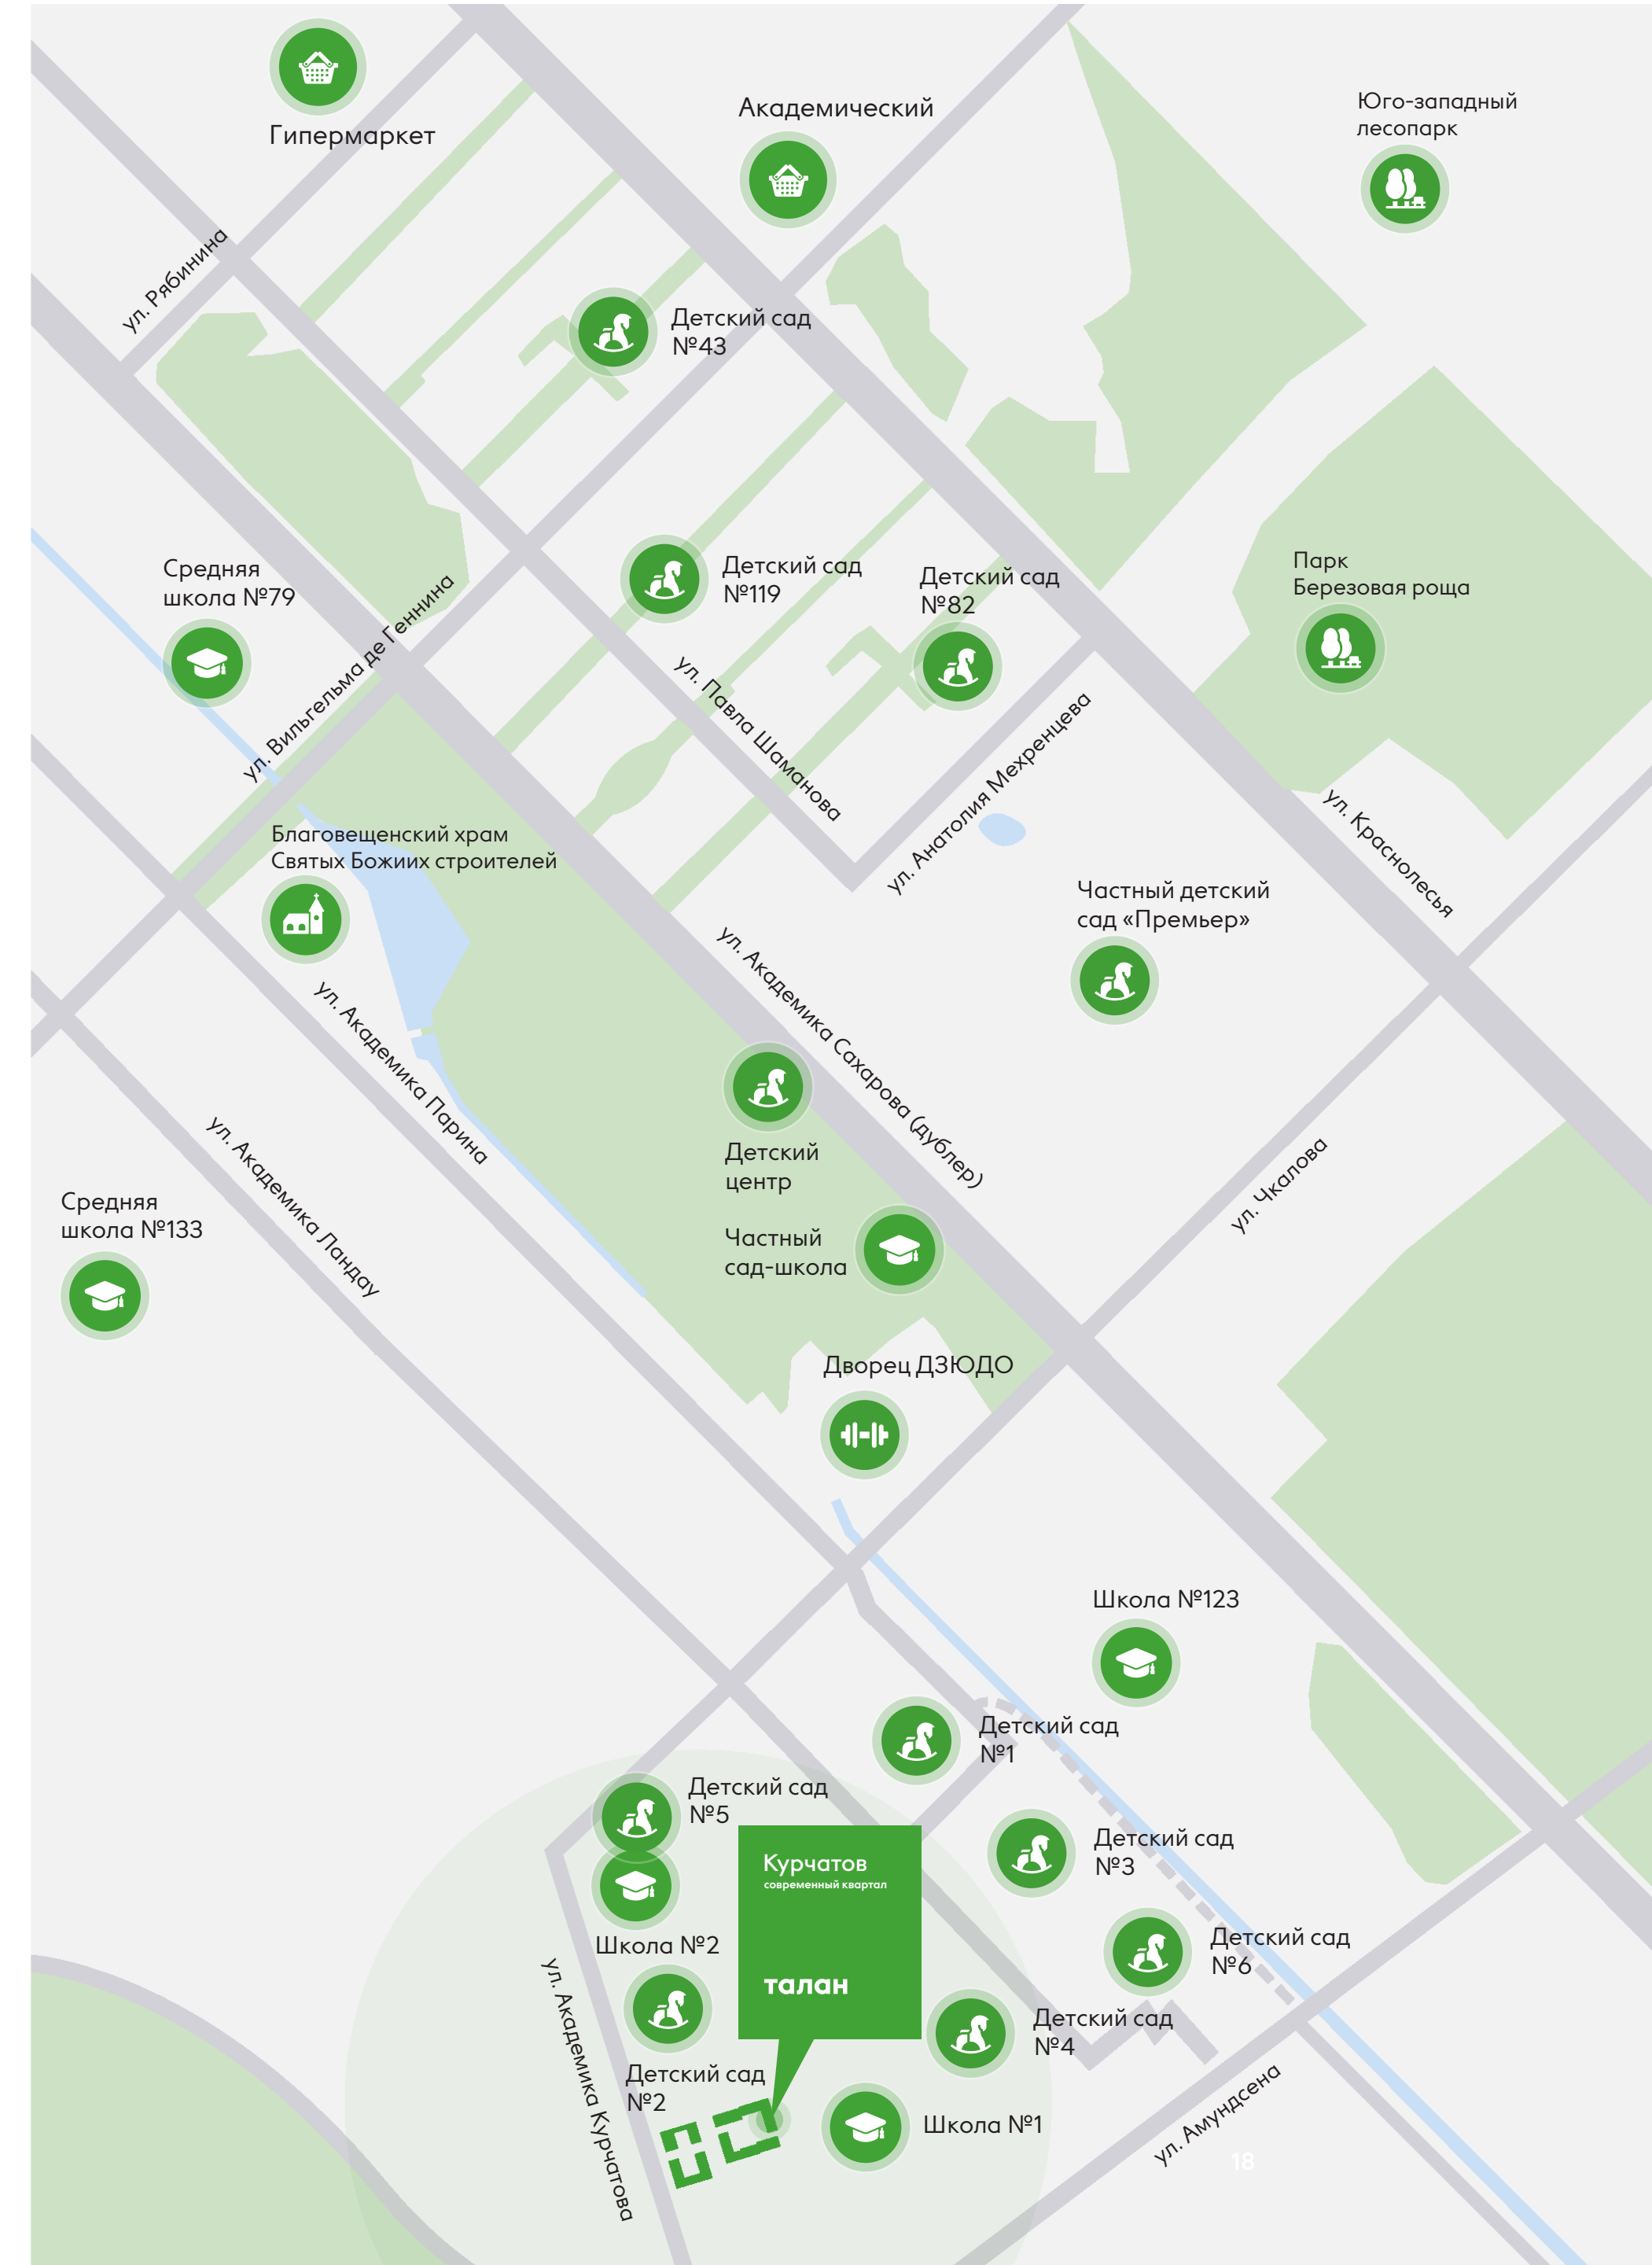 Гипермаркет
Академический
Юго-западный
лесопарк
ул. Рябинина
Детский сад
№43
Средняя
школа №79
Детский сад
№119
Детский сад
№82
Парк
Березовая роща
ул. Вильгельма де Геннина
ул. Павла Шаманова
ул. Анатолия Мехренцева
ул. Краснолесья
Благовещенский храм
Святых Божиих строителей
Частный детский
сад «Премьер»
ул. Академика Сахарова (дублер)
ул. Академика Парина
ул. Академика Ландау
Детский
центр
ул. Чкалова
Средняя
школа №133
Частный
сад-школа
Дворец ДЗЮДО
Школа №123
Детский сад
№1
Детский сад
№5
Детский сад
№3
Курчатов
современный квартал
талан
Школа №2
Детский сад
№6
ул. Академика Курчатова
Детский сад
№4
Детский сад
№2
Школа №1
ул. Амундсена
18